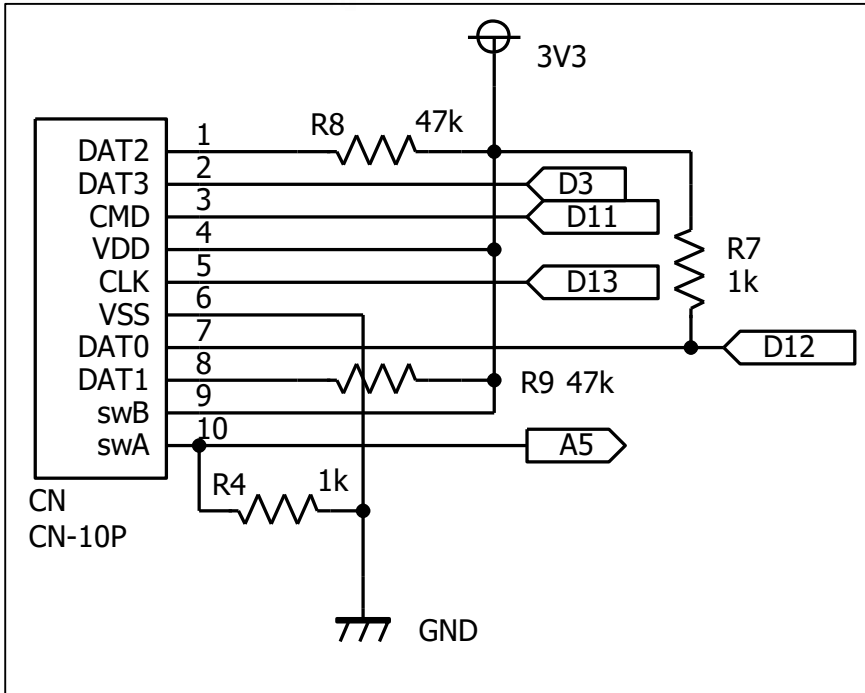 3V3
R8 47k
DAT2 1
DAT3 2 D3
CMD 3 D11
VDD 4
CLK 5 D13
R7
1k
VSS 6
DAT0 7 D12
DAT1 8 R9 47k
swB 9
swA 10 A5
R4 1k
CN
CN-10P
GND